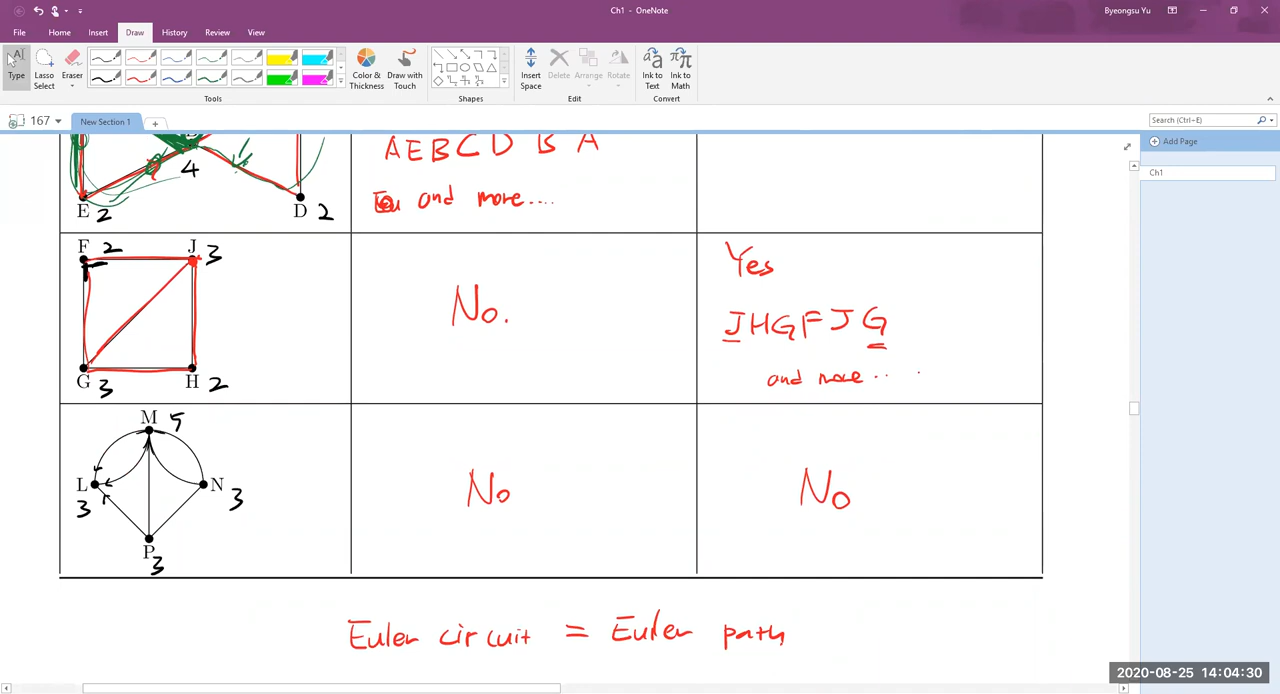 Ch1 - OneNote
Byeongsu Yu
File Home Insert Draw History Review View
Type
Lasso Select
Eraser
Color & Thickness
Draw with Touch
Insert Space
Delete
Arrange
Rotate
Ink to Text
Ink to Math
Tools
Shapes
Edit
Convert
167
New Section 1
Search (Ctrl+E)
Add Page
Ch1
A E B C D B A
and more....
4
E 2
D 2
F 2
J 3
G 3
H 2
No.
Yes
J H G F J G
and more...
M 5
L
3
N 3
P
3
No
No
Euler circuit = Euler path
2020-08-25 14:04:30